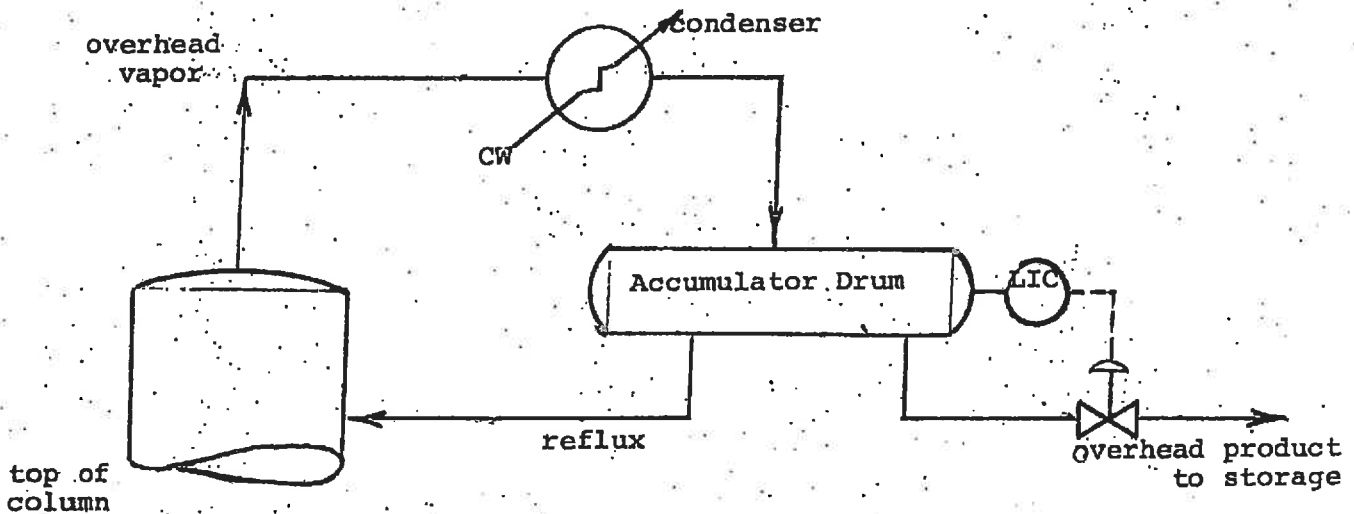 condenser
overhead
vapor
CW
Accumulator Drum
LIC
reflux
overhead product
to storage
top of
column